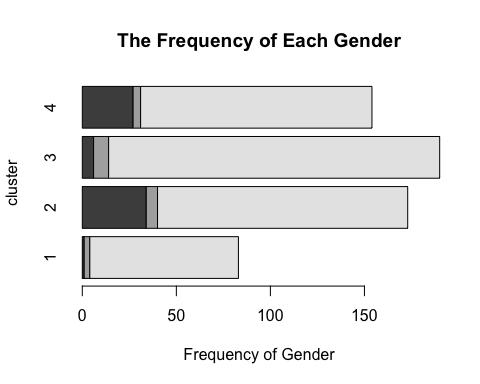 The Frequency of Each Gender
cluster
4
3
2
1
0 50 100 150
Frequency of Gender